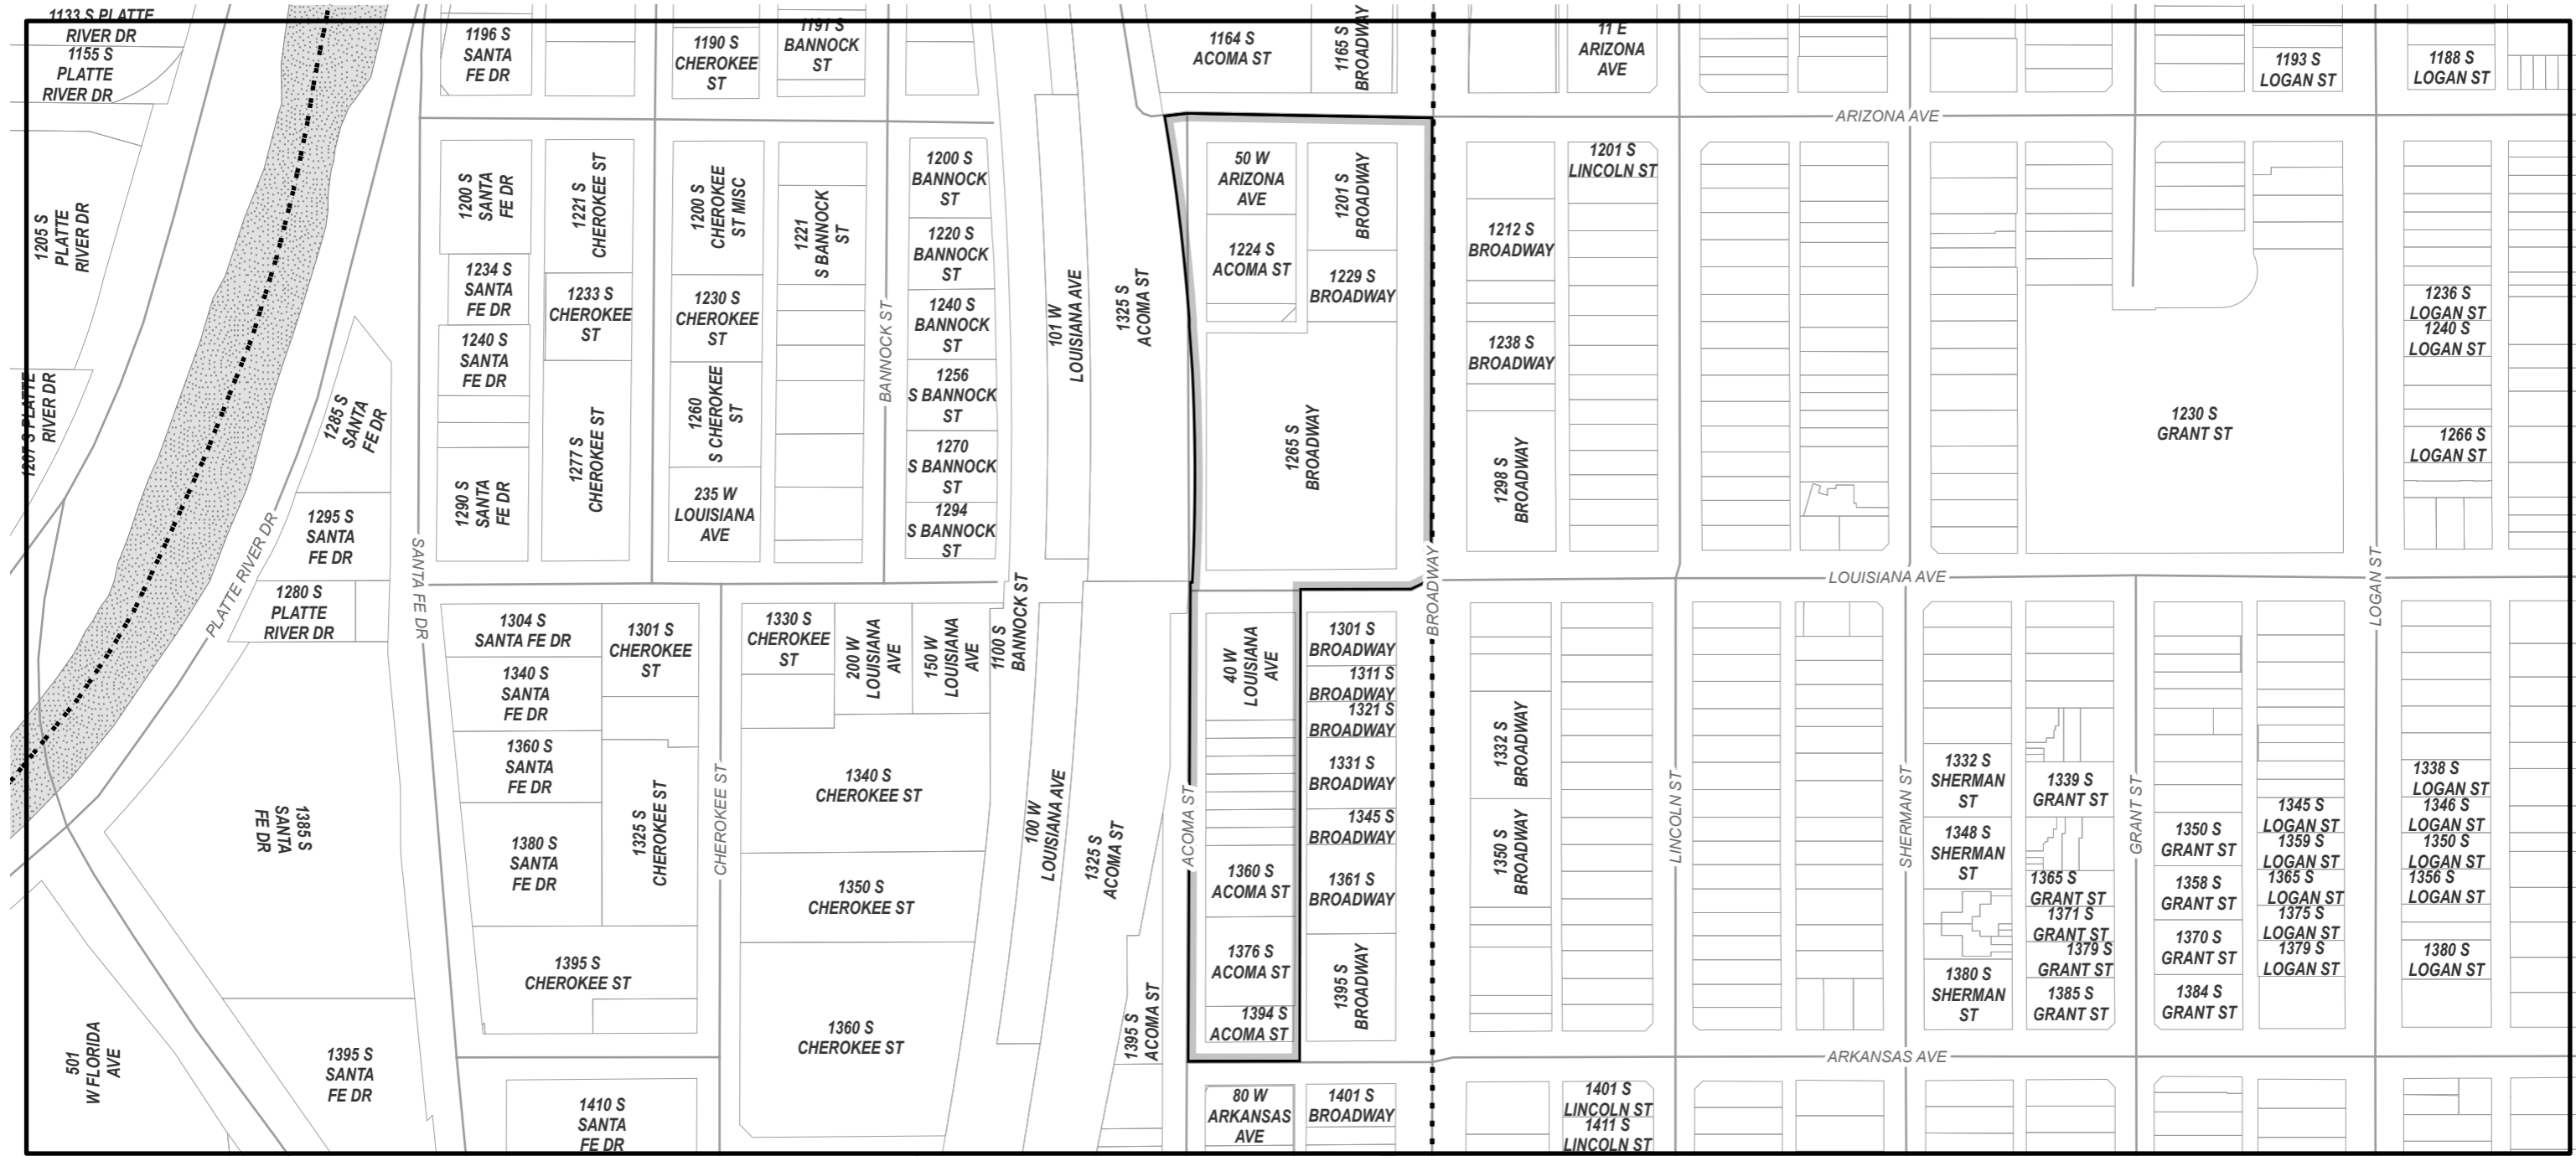 1133 S PLATTE
RIVER DR
1155 S
PLATTE
RIVER DR
1205 S
PLATTE
RIVER DR
1207 S PLATTE
RIVER DR
1196 S
SANTA
FE DR
1190 S
CHEROKEE
ST
1191 S
BANNOCK
ST
1164 S
ACOMA ST
1165 S
BROADWAY
11 E
ARIZONA
AVE
1193 S
LOGAN ST
1188 S
LOGAN ST
ARIZONA AVE
1200 S
SANTA
FE DR
1234 S
SANTA
FE DR
1240 S
SANTA
FE DR
1290 S
SANTA
FE DR
1221 S
CHEROKEE ST
1233 S
CHEROKEE
ST
1277 S
CHEROKEE ST
1200 S
CHEROKEE
ST MISC
1230 S
CHEROKEE
ST
1260
S CHEROKEE
ST
235 W
LOUISIANA
AVE
1221
S BANNOCK
ST
BANNOCK ST
1200 S
BANNOCK
ST
1220 S
BANNOCK
ST
1240 S
BANNOCK
ST
1256
S BANNOCK
ST
1270
S BANNOCK
ST
1294
S BANNOCK
ST
101 W
LOUISIANA AVE
1325 S
ACOMA ST
50 W
ARIZONA
AVE
1224 S
ACOMA ST
1201 S
BROADWAY
1229 S
BROADWAY
1265 S
BROADWAY
1212 S
BROADWAY
1238 S
BROADWAY
1298 S
BROADWAY
1201 S
LINCOLN ST
1230 S
GRANT ST
1236 S
LOGAN ST
1240 S
LOGAN ST
1266 S
LOGAN ST
1285 S
SANTA
FE DR
1295 S
SANTA
FE DR
1280 S
PLATTE
RIVER DR
PLATTE RIVER DR
SANTA FE DR
BROADWAY
LOUISIANA AVE
LOGAN ST
1385 S
SANTA
FE DR
501
W FLORIDA
AVE
1395 S
SANTA
FE DR
1304 S
SANTA FE DR
1340 S
SANTA
FE DR
1360 S
SANTA
FE DR
1380 S
SANTA
FE DR
1301 S
CHEROKEE
ST
1325 S
CHEROKEE ST
1395 S
CHEROKEE ST
1410 S
SANTA
FE DR
CHEROKEE ST
1330 S
CHEROKEE
ST
200 W
LOUISIANA
AVE
150 W
LOUISIANA
AVE
1100 S
BANNOCK ST
1340 S
CHEROKEE ST
1350 S
CHEROKEE ST
1360 S
CHEROKEE ST
100 W
LOUISIANA AVE
1325 S
ACOMA ST
1395 S
ACOMA ST
ACOMA ST
40 W
LOUISIANA
AVE
1360 S
ACOMA ST
1376 S
ACOMA ST
1394 S
ACOMA ST
80 W
ARKANSAS
AVE
1301 S
BROADWAY
1311 S
BROADWAY
1321 S
BROADWAY
1331 S
BROADWAY
1345 S
BROADWAY
1361 S
BROADWAY
1395 S
BROADWAY
1401 S
BROADWAY
1332 S
BROADWAY
1350 S
BROADWAY
LINCOLN ST
1401 S
LINCOLN ST
1411 S
LINCOLN ST
SHERMAN ST
1332 S
SHERMAN
ST
1348 S
SHERMAN
ST
1380 S
SHERMAN
ST
1339 S
GRANT ST
1365 S
GRANT ST
1371 S
GRANT ST
1379 S
GRANT ST
1385 S
GRANT ST
GRANT ST
1350 S
GRANT ST
1358 S
GRANT ST
1370 S
GRANT ST
1384 S
GRANT ST
1345 S
LOGAN ST
1359 S
LOGAN ST
1365 S
LOGAN ST
1375 S
LOGAN ST
1379 S
LOGAN ST
1338 S
LOGAN ST
1346 S
LOGAN ST
1350 S
LOGAN ST
1356 S
LOGAN ST
1380 S
LOGAN ST
ARKANSAS AVE